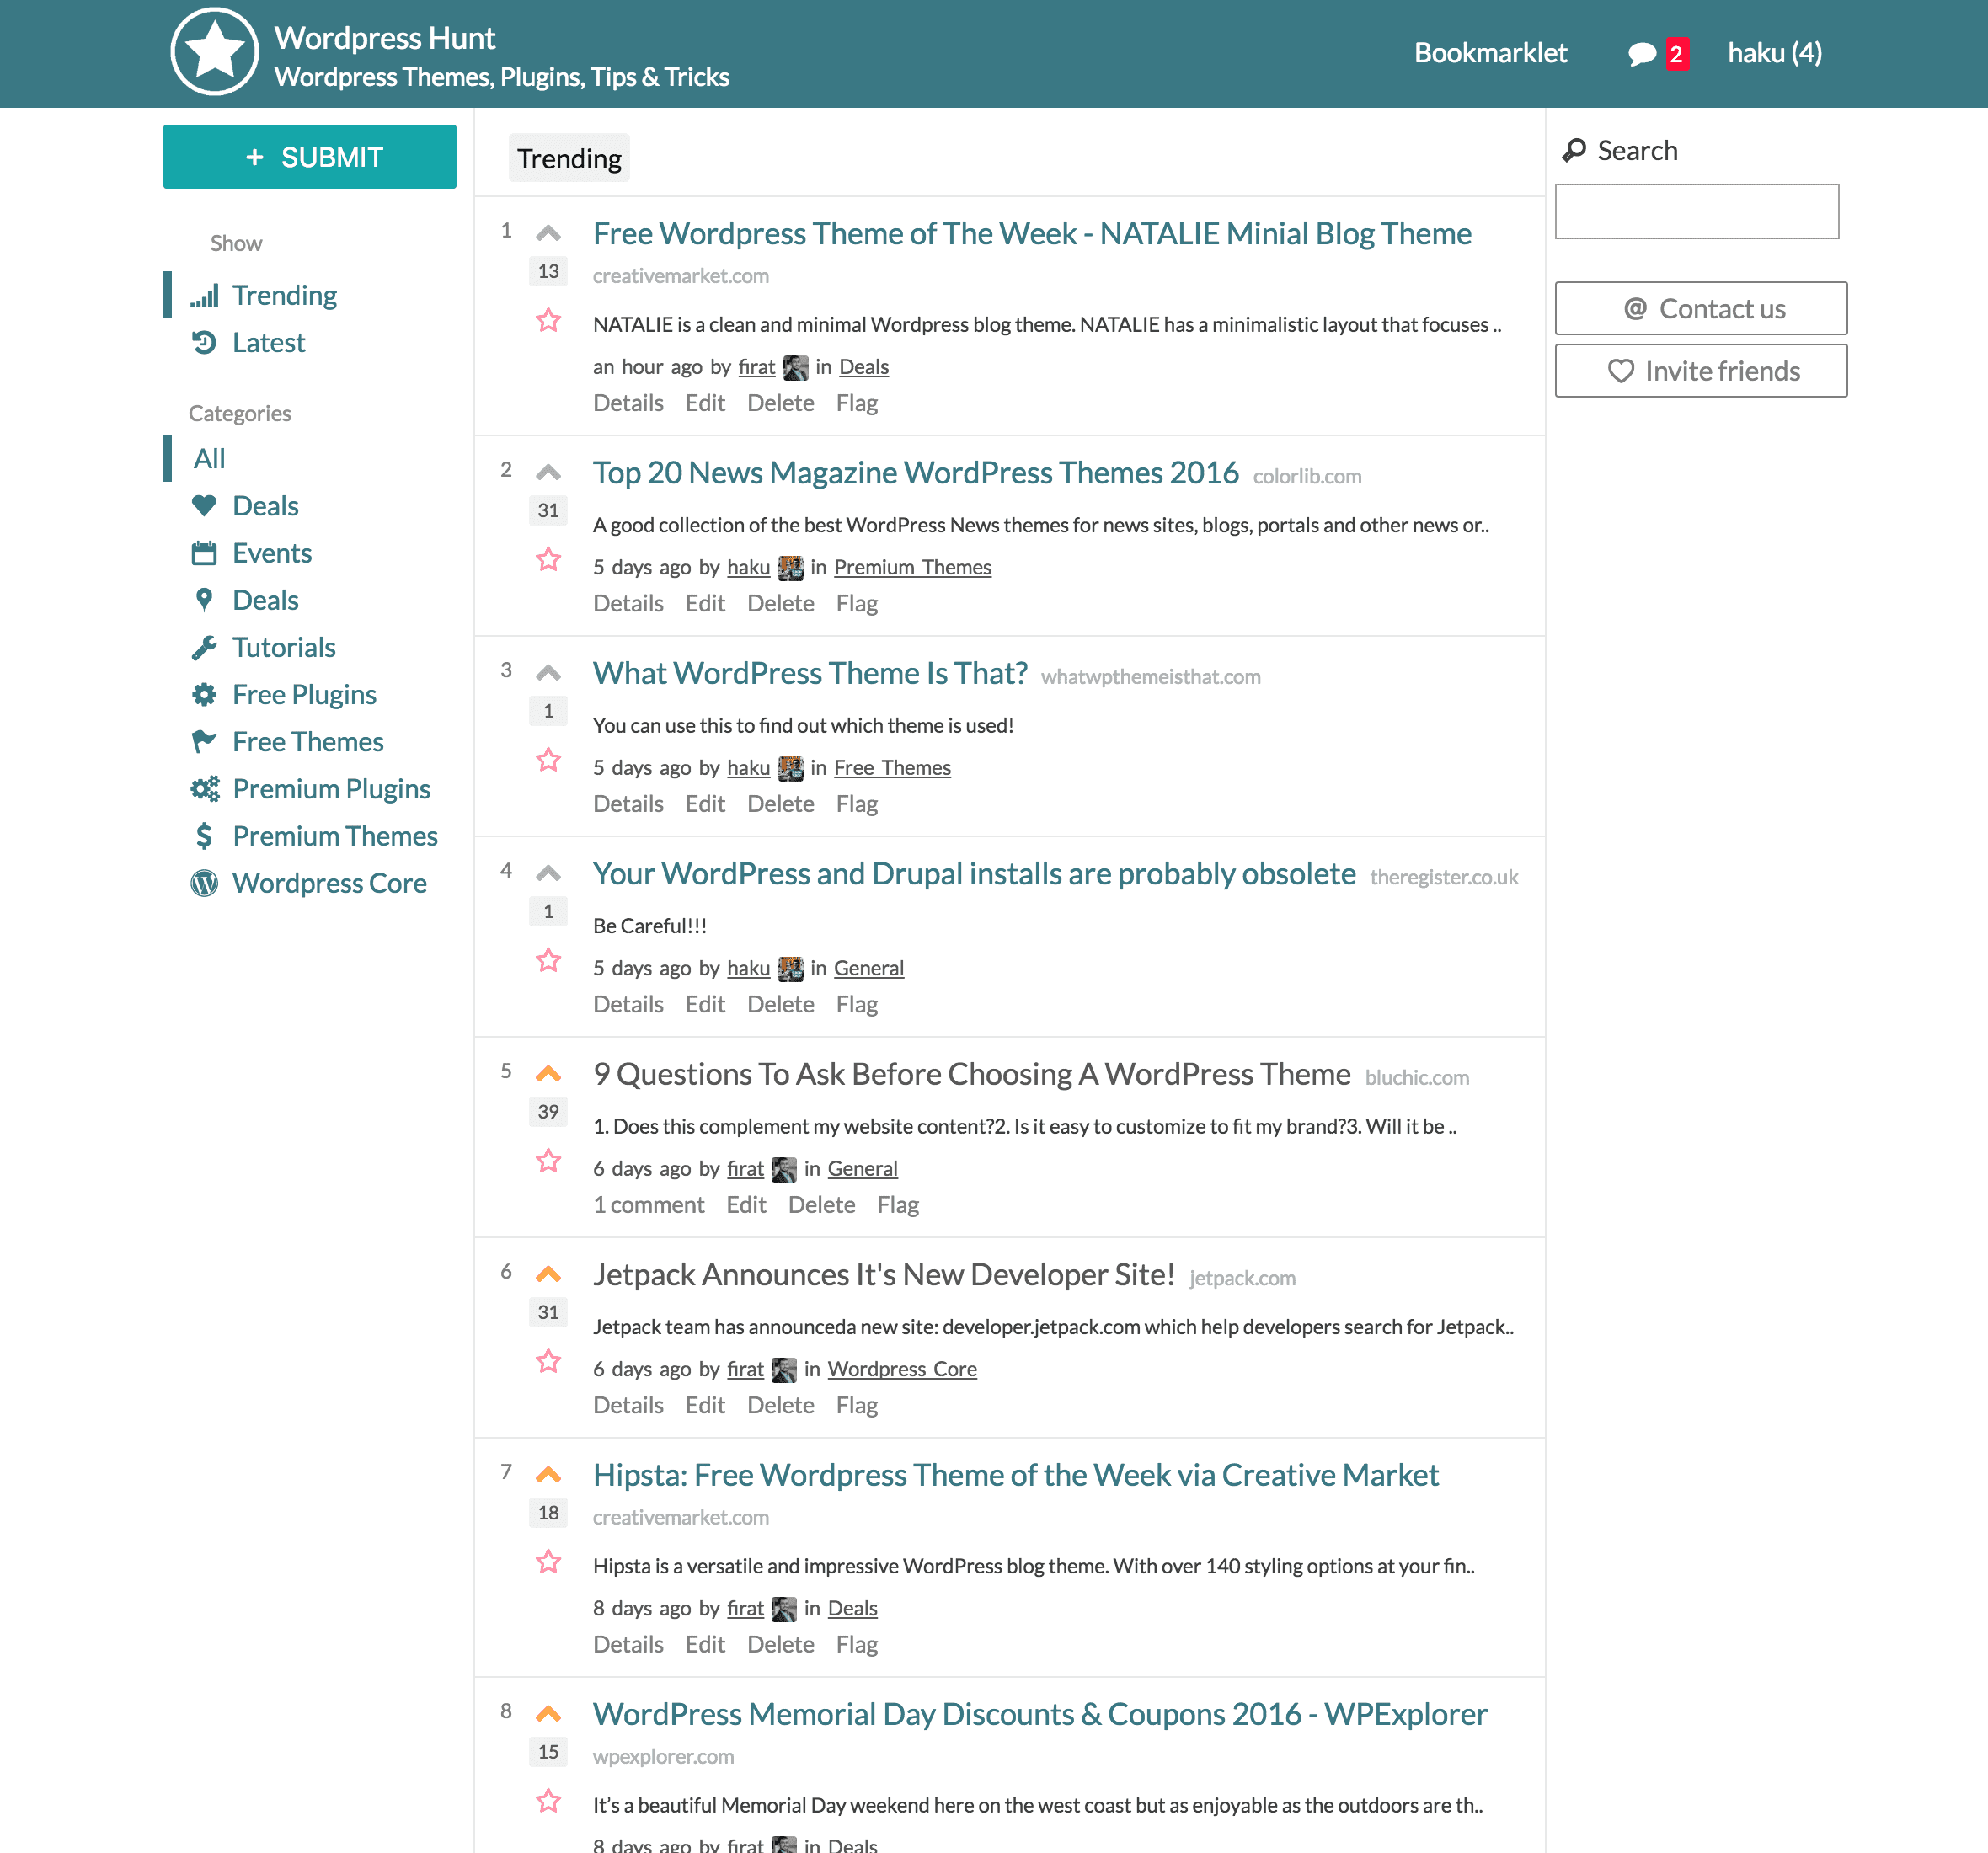 Wordpress Hunt
Wordpress Themes, Plugins, Tips & Tricks
Bookmarklet
2
haku (4)
+ SUBMIT
Show
Trending
Latest
Categories
All
Deals
Events
Deals
Tutorials
Free Plugins
Free Themes
Premium Plugins
Premium Themes
Wordpress Core
Trending
1
13
Free Wordpress Theme of The Week - NATALIE Minial Blog Theme
creativemarket.com
NATALIE is a clean and minimal Wordpress blog theme. NATALIE has a minimalistic layout that focuses ..
an hour ago by firat in Deals
Details Edit Delete Flag
2
31
Top 20 News Magazine WordPress Themes 2016 colorlib.com
A good collection of the best WordPress News themes for news sites, blogs, portals and other news or..
5 days ago by haku in Premium Themes
Details Edit Delete Flag
3
1
What WordPress Theme Is That? whatwpthemeisthat.com
You can use this to find out which theme is used!
5 days ago by haku in Free Themes
Details Edit Delete Flag
4
1
Your WordPress and Drupal installs are probably obsolete theregister.co.uk
Be Careful!!!
5 days ago by haku in General
Details Edit Delete Flag
5
39
9 Questions To Ask Before Choosing A WordPress Theme bluchic.com
1. Does this complement my website content?2. Is it easy to customize to fit my brand?3. Will it be ..
6 days ago by firat in General
1 comment Edit Delete Flag
6
31
Jetpack Announces It's New Developer Site! jetpack.com
Jetpack team has announceda new site: developer.jetpack.com which help developers search for Jetpack..
6 days ago by firat in Wordpress Core
Details Edit Delete Flag
7
18
Hipsta: Free Wordpress Theme of the Week via Creative Market
creativemarket.com
Hipsta is a versatile and impressive WordPress blog theme. With over 140 styling options at your fin..
8 days ago by firat in Deals
Details Edit Delete Flag
8
15
WordPress Memorial Day Discounts & Coupons 2016 - WPExplorer
wpexplorer.com
It’s a beautiful Memorial Day weekend here on the west coast but as enjoyable as the outdoors are th..
8 days ago by firat in Deals
Search
@ Contact us
Invite friends